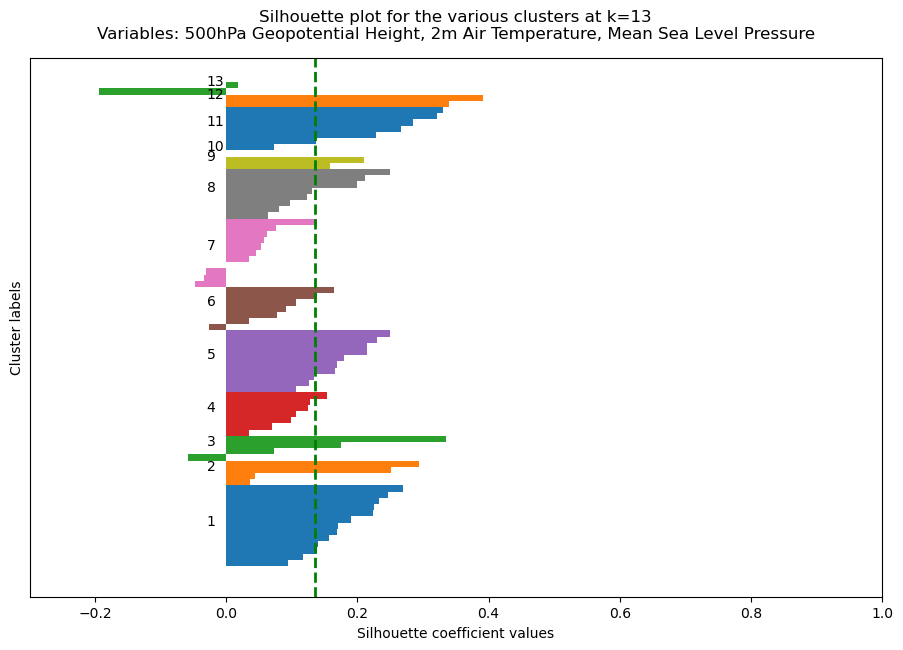 Silhouette plot for the various clusters at k=13
Variables: 500hPa Geopotential Height, 2m Air Temperature, Mean Sea Level Pressure
13
12
11
10
9
8
7
6
5
4
3
2
1
Cluster labels
−0.2 0.0 0.2 0.4 0.6 0.8 1.0
Silhouette coefficient values